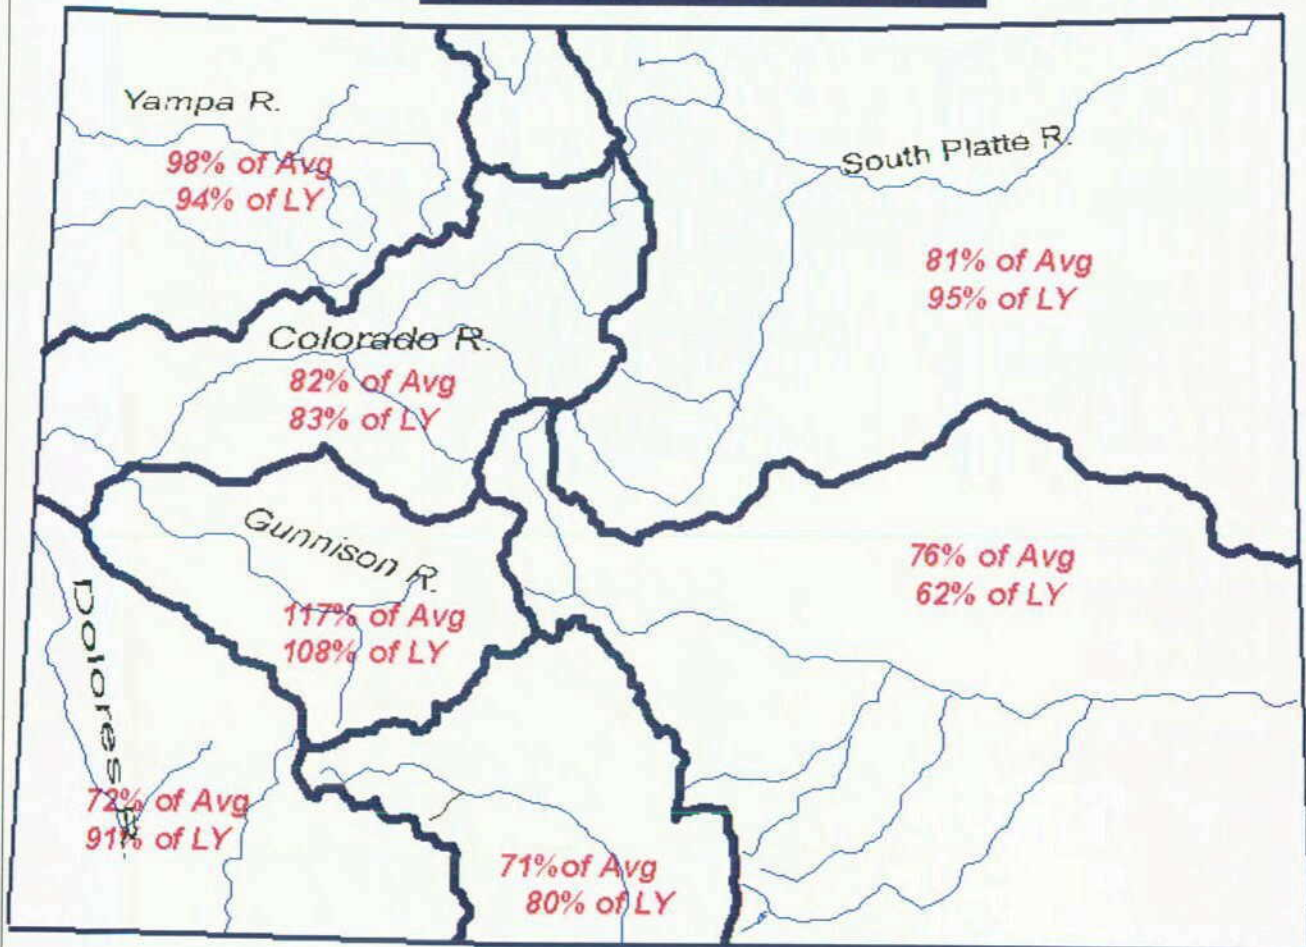 Yampa R.
98% of Avg
94% of LY
South Platte R.
81% of Avg
95% of LY
Colorado R.
82% of Avg
83% of LY
Gunnison R.
117% of Avg
108% of LY
76% of Avg
62% of LY
Dolores R.
72% of Avg
91% of LY
71%of Avg
80% of LY